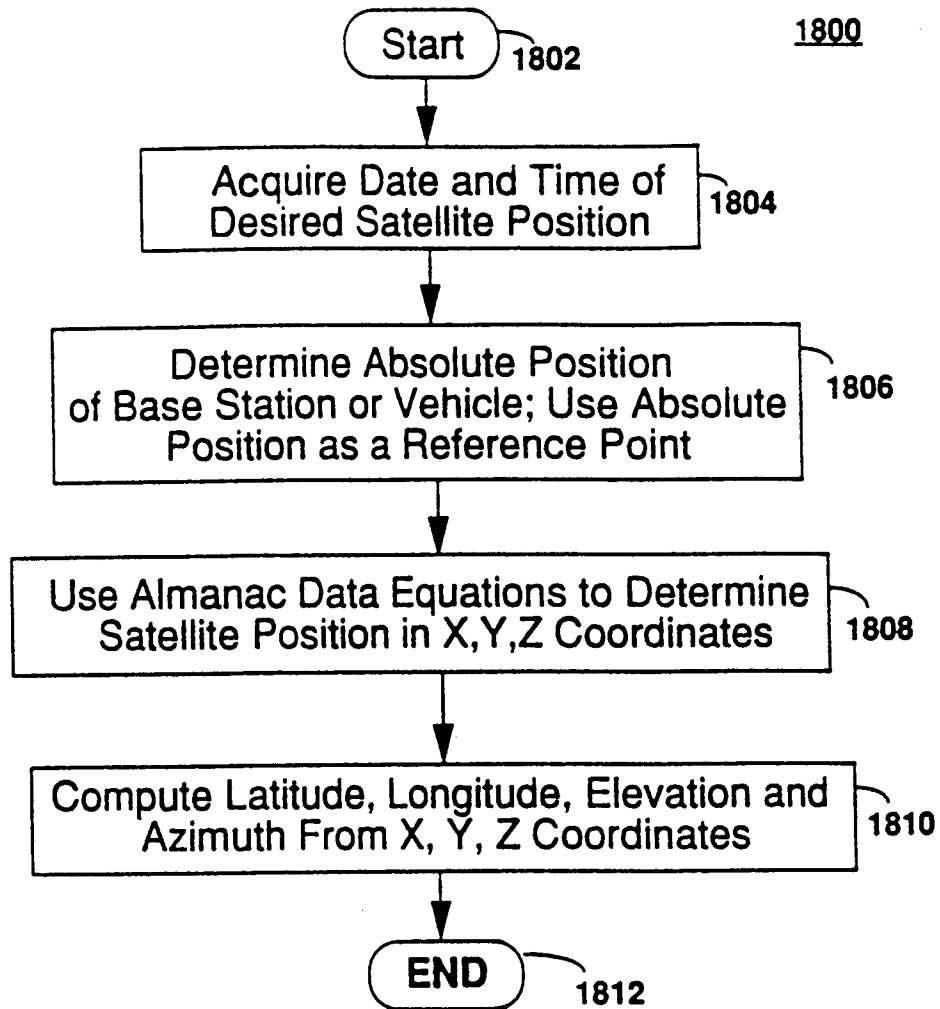 1800
Start
1802
Acquire Date and Time of
Desired Satellite Position
1804
Determine Absolute Position
of Base Station or Vehicle; Use Absolute
Position as a Reference Point
1806
Use Almanac Data Equations to Determine
Satellite Position in X,Y,Z Coordinates
1808
Compute Latitude, Longitude, Elevation and
Azimuth From X, Y, Z Coordinates
1810
END
1812